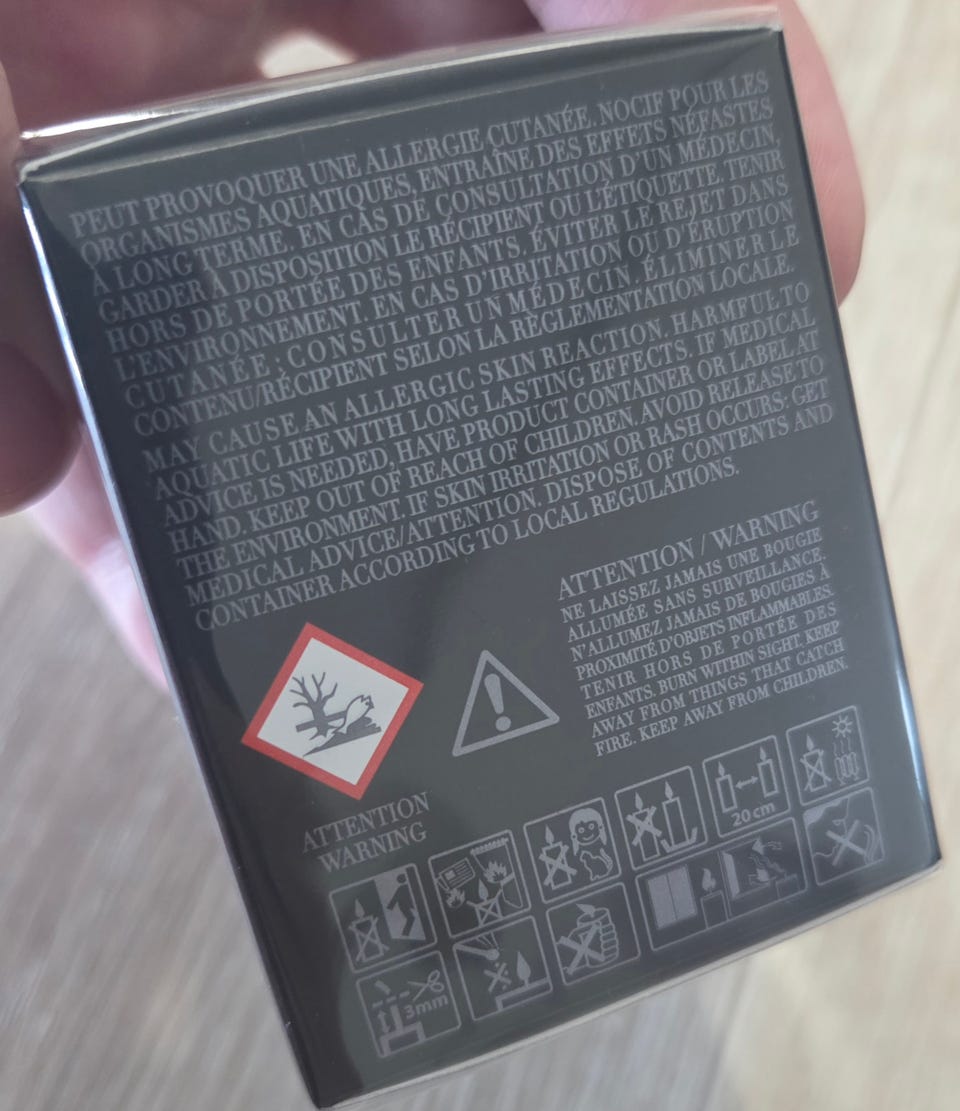 PEUT PROVOQUER UNE ALLERGIE CUTANÉE. NOCIF POUR LES
ORGANISMES AQUATIQUES, ENTRAÎNE DES EFFETS NÉFASTES
À LONG TERME. EN CAS DE CONSULTATION D'UN MÉDECIN,
GARDER À DISPOSITION LE RÉCIPIENT OU L'ÉTIQUETTE. TENIR
HORS DE PORTÉE DES ENFANTS. ÉVITER LE REJET DANS
L'ENVIRONNEMENT. EN CAS D'IRRITATION OU D'ÉRUPTION
CUTANÉE : CONSULTER UN MÉDECIN. ÉLIMINER LE
CONTENU/RÉCIPIENT SELON LA RÈGLEMENTATION LOCALE.
MAY CAUSE AN ALLERGIC SKIN REACTION. HARMFUL TO
AQUATIC LIFE WITH LONG LASTING EFFECTS. IF MEDICAL
ADVICE IS NEEDED, HAVE PRODUCT CONTAINER OR LABEL AT
HAND. KEEP OUT OF REACH OF CHILDREN. AVOID RELEASE TO
THE ENVIRONMENT. IF SKIN IRRITATION OR RASH OCCURS: GET
MEDICAL ADVICE/ATTENTION. DISPOSE OF CONTENTS AND
CONTAINER ACCORDING TO LOCAL REGULATIONS.
ATTENTION / WARNING
NE LAISSEZ JAMAIS UNE BOUGIE
ALLUMÉE SANS SURVEILLANCE.
N'ALLUMEZ JAMAIS DE BOUGIES À
PROXIMITÉ D'OBJETS INFLAMMABLES.
TENIR HORS DE PORTÉE DES
ENFANTS. BURN WITHIN SIGHT. KEEP
AWAY FROM THINGS THAT CATCH
FIRE. KEEP AWAY FROM CHILDREN.
ATTENTION
WARNING
20 cm
3mm